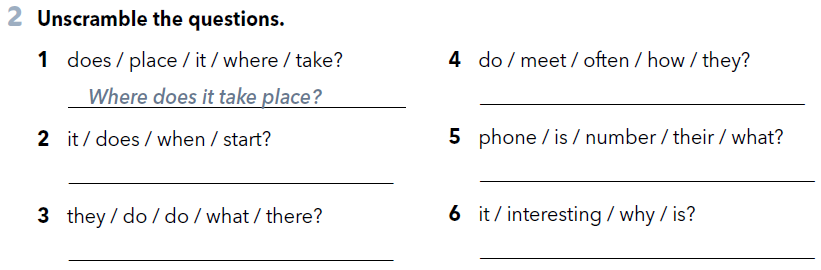 2 Unscramble the questions.
1 does / place / it / where / take?
Where does it take place?
2 it / does / when / start?
3 they / do / do / what / there?
4 do / meet / often / how / they?
5 phone / is / number / their / what?
6 it / interesting / why / is?